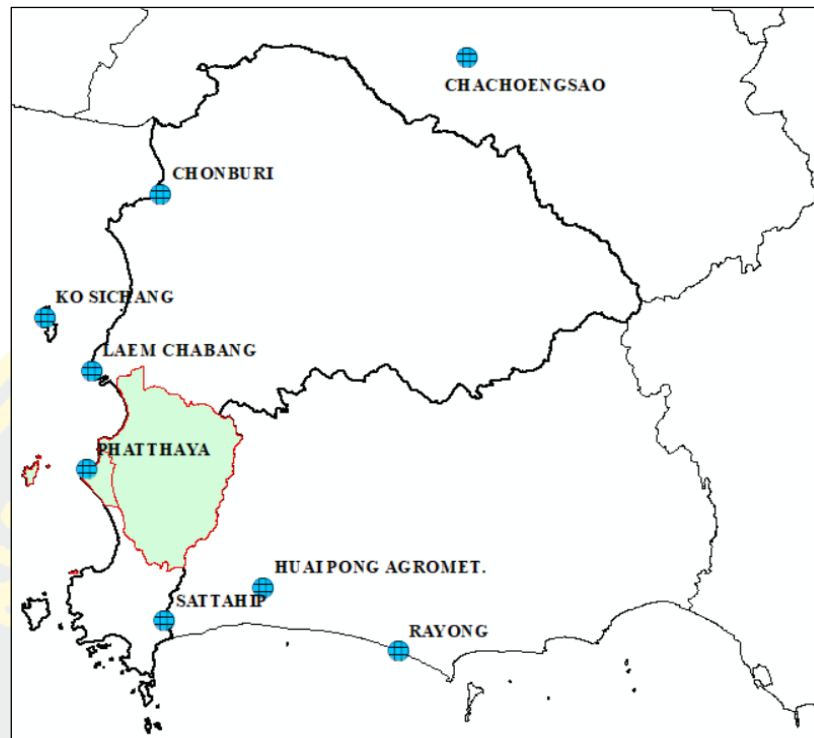 CHACHOENGSAO
CHONBURI
KO SICHANG
LAEM CHABANG
PHATTHAYA
HUAI PONG AGROMET.
SATTAHIP
RAYONG